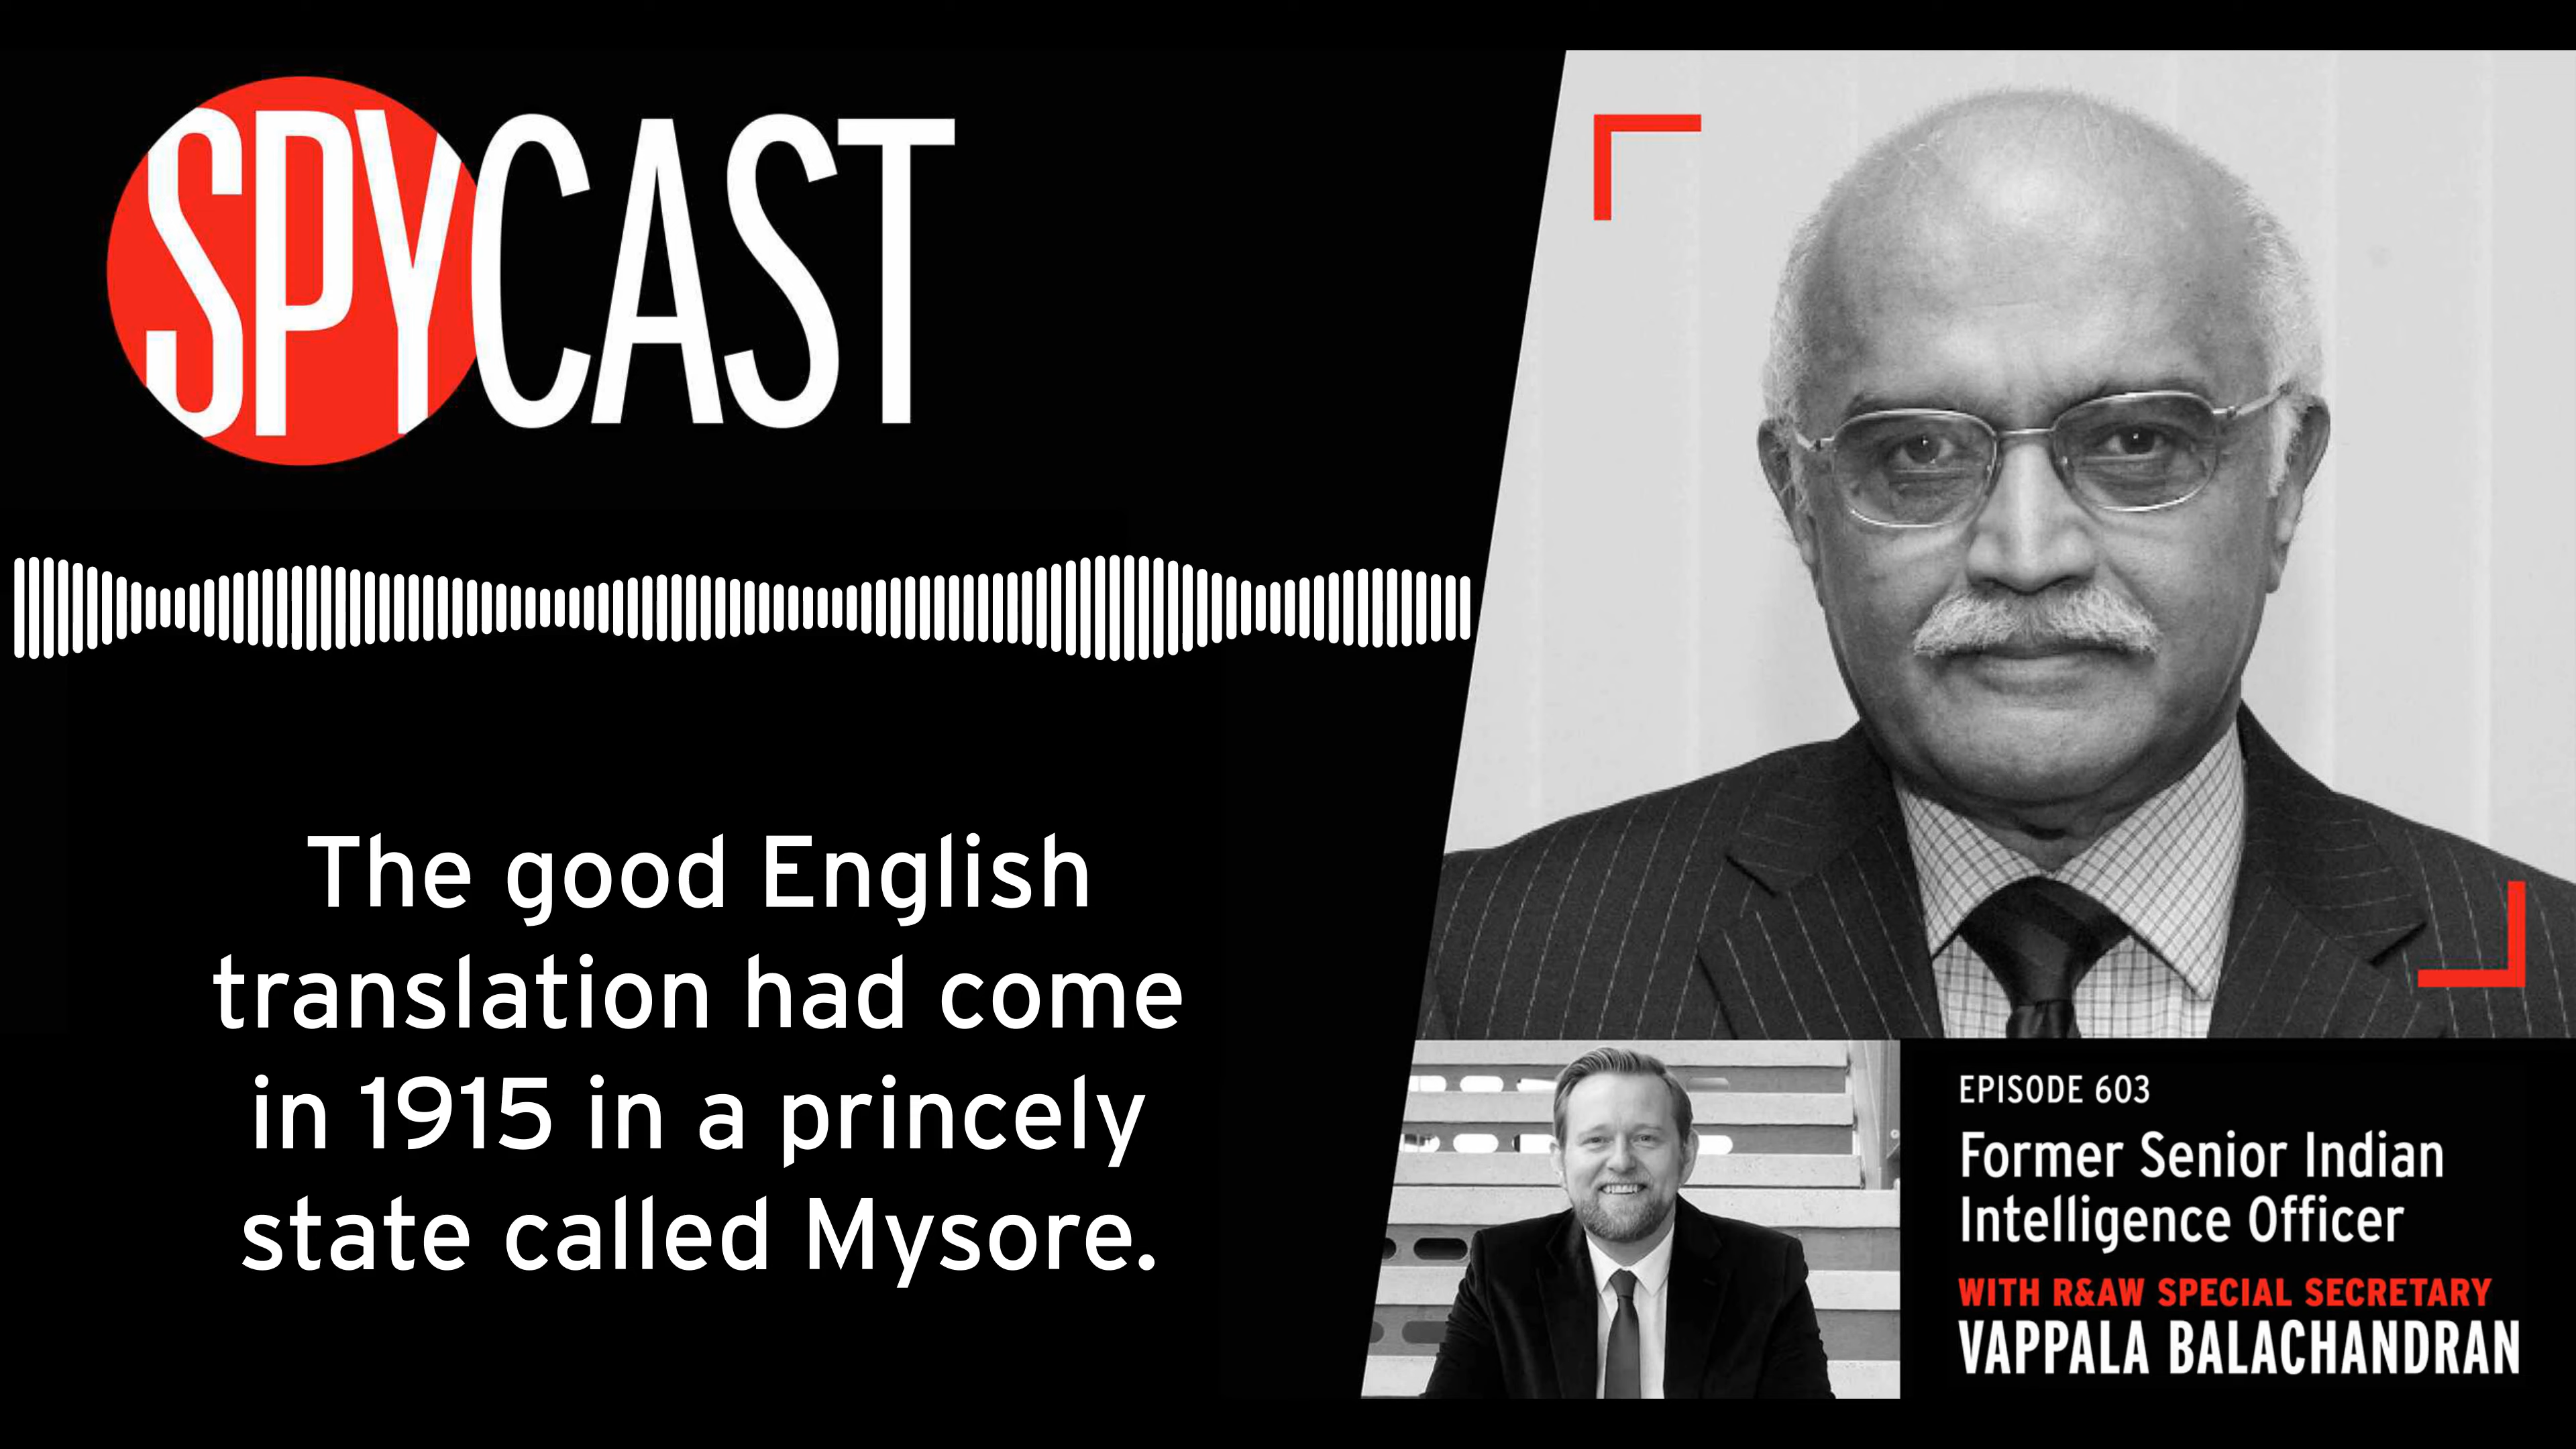 SPYCAST
The good English
translation had come
in 1915 in a princely
state called Mysore.
EPISODE 603
Former Senior Indian
Intelligence Officer
WITH R&AW SPECIAL SECRETARY
VAPPALA BALACHANDRAN